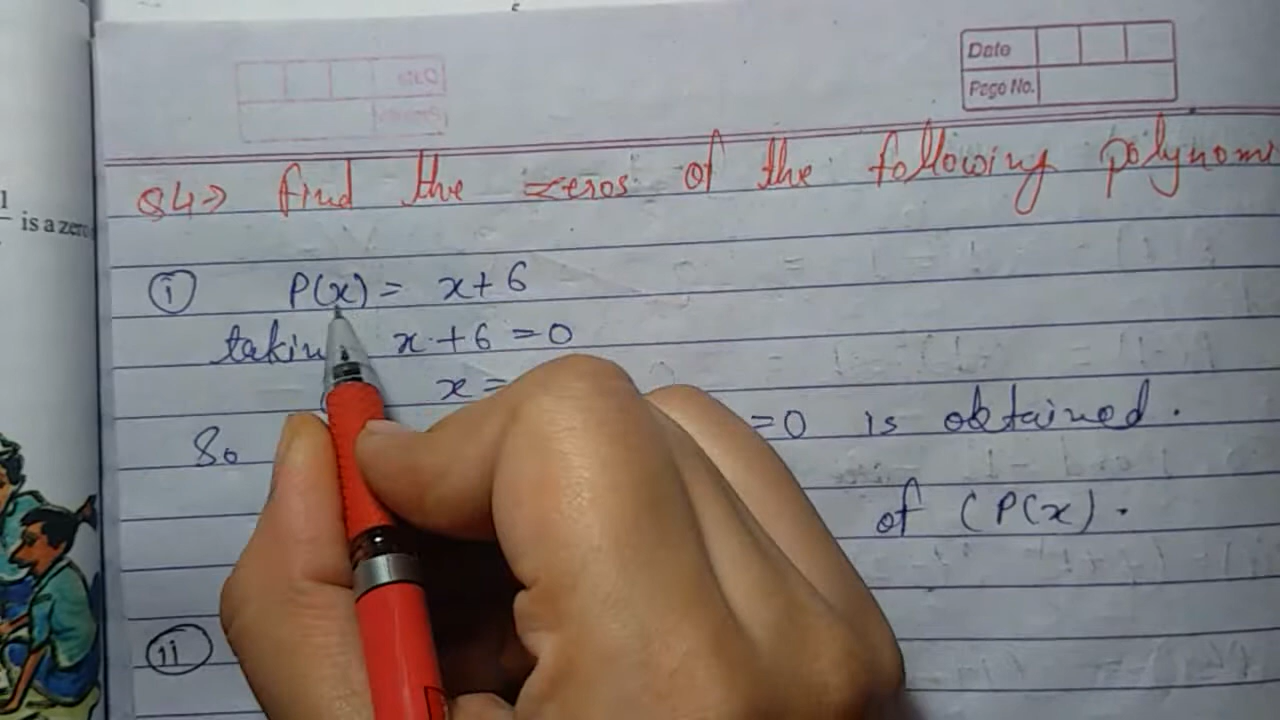 Date
Page No.
1
is a zero
Q4⇒ find the zeros of the following polynomi
(i) P(x) = x+6
takin x+6=0
x =
So =0 is obtained.
of (P(x).
(ii)